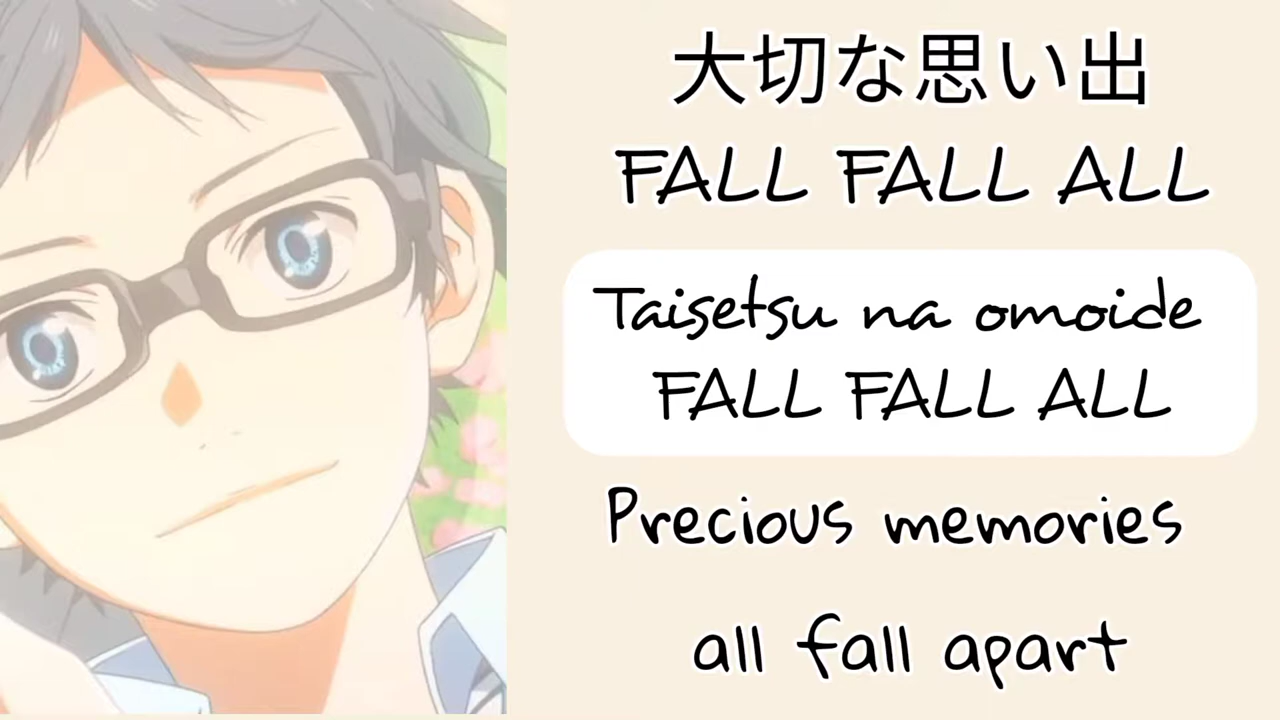 大切な思い出
FALL FALL ALL
Taisetsu na omoide
FALL FALL ALL
Precious memories
all fall apart